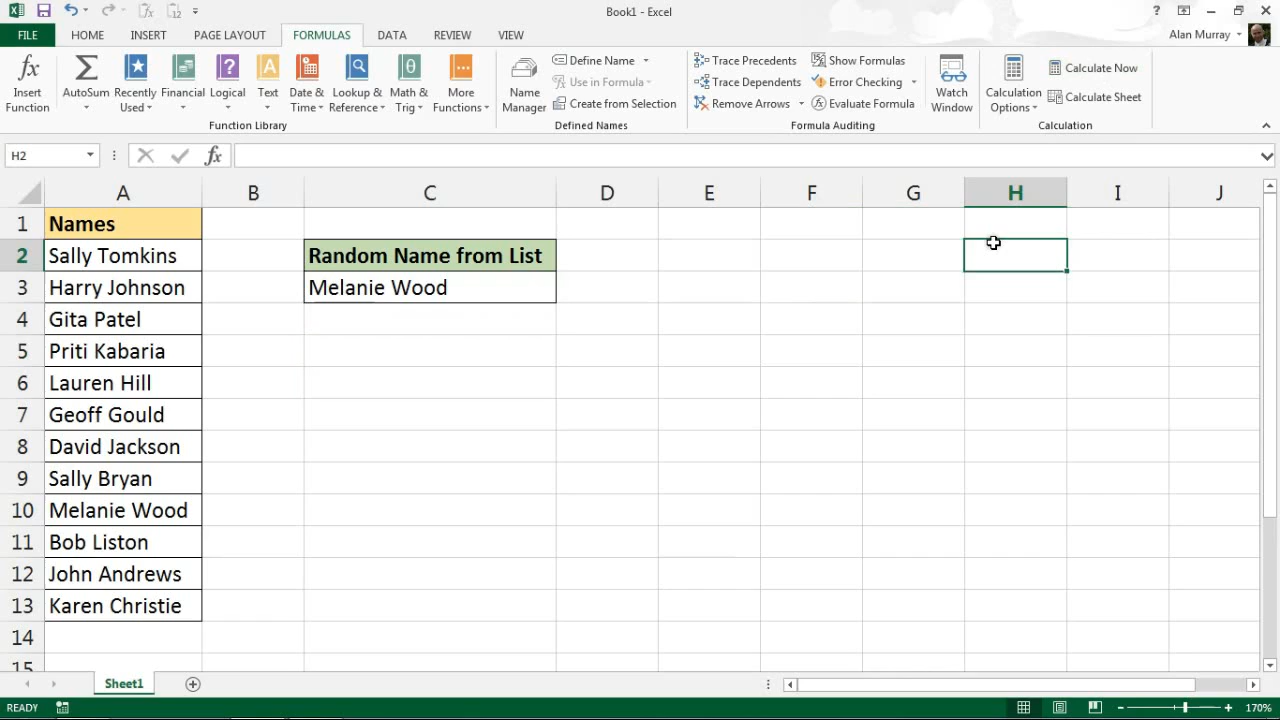 Book1 - Excel
?
FILE HOME INSERT PAGE LAYOUT FORMULAS DATA REVIEW VIEW Alan Murray
Insert Function
AutoSum
Recently Used
Financial
Logical
Text
Date & Time
Lookup & Reference
Math & Trig
More Functions
Function Library
Name Manager
Define Name
Use in Formula
Create from Selection
Defined Names
Trace Precedents
Trace Dependents
Remove Arrows
Show Formulas
Error Checking
Evaluate Formula
Formula Auditing
Watch Window
Calculation Options
Calculate Now
Calculate Sheet
Calculation
H2 fx
A B C D E F G H I J
1 Names
2 Sally Tomkins Random Name from List
3 Harry Johnson Melanie Wood
4 Gita Patel
5 Priti Kabaria
6 Lauren Hill
7 Geoff Gould
8 David Jackson
9 Sally Bryan
10 Melanie Wood
11 Bob Liston
12 John Andrews
13 Karen Christie
14
15
Sheet1
READY 170%